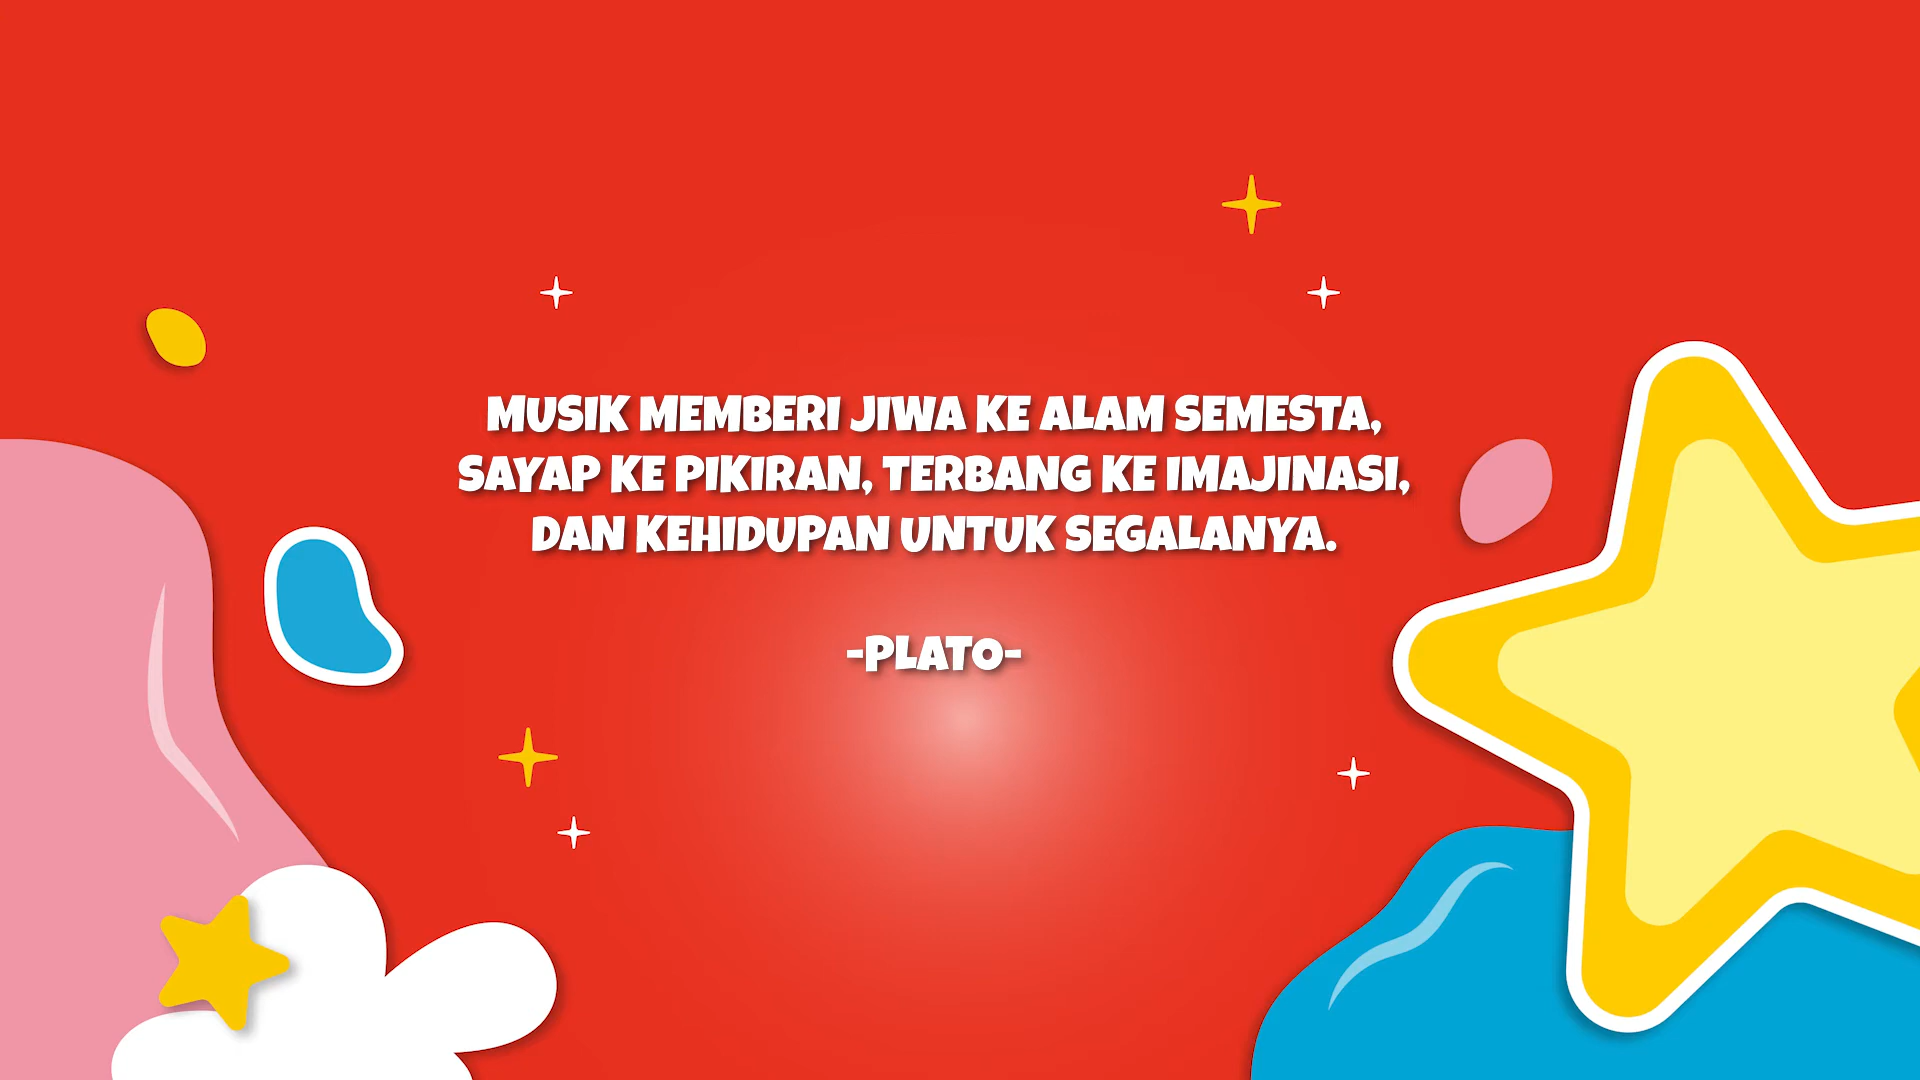 MUSIK MEMBERI JIWA KE ALAM SEMESTA,
SAYAP KE PIKIRAN, TERBANG KE IMAJINASI,
DAN KEHIDUPAN UNTUK SEGALANYA.
-PLATO-